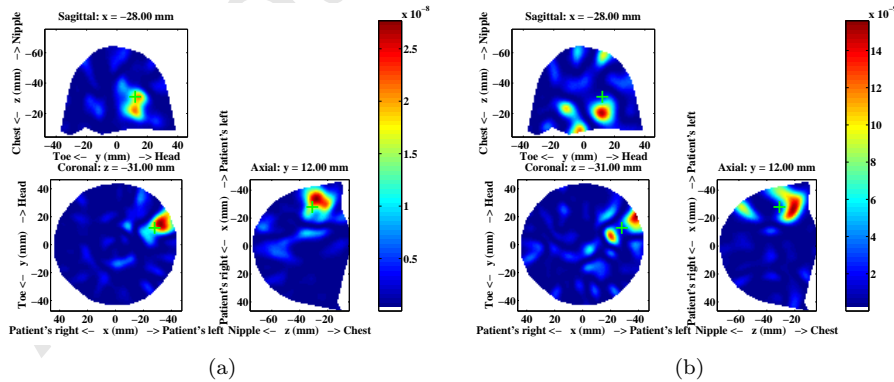 Sagittal: x = −28.00 mm
x 10⁻⁸
Chest <− z (mm) −> Nipple
−60
−40
−20
−40 −20 0 20 40
Toe <− y (mm) −> Head
Coronal: z = −31.00 mm
Toe <− y (mm) −> Head
40
20
0
−20
−40
40 20 0 −20 −40
Patient's right <− x (mm) −> Patient's left
Axial: y = 12.00 mm
Patient's right <− x (mm) −> Patient's left
−40
−20
0
20
40
−60 −40 −20
Nipple <− z (mm) −> Chest
2.5
2
1.5
1
0.5
(a)
Sagittal: x = −28.00 mm
Chest <− z (mm) −> Nipple
−60
−40
−20
−40 −20 0 20 40
Toe <− y (mm) −> Head
Coronal: z = −31.00 mm
Toe <− y (mm) −> Head
40
20
0
−20
−40
40 20 0 −20 −40
Patient's right <− x (mm) −> Patient's left
Axial: y = 12.00 mm
Patient's right <− x (mm) −> Patient's left
−40
−20
0
20
40
−60 −40 −20
Nipple <− z (mm) −> Chest
14
12
10
8
6
4
2
(b)